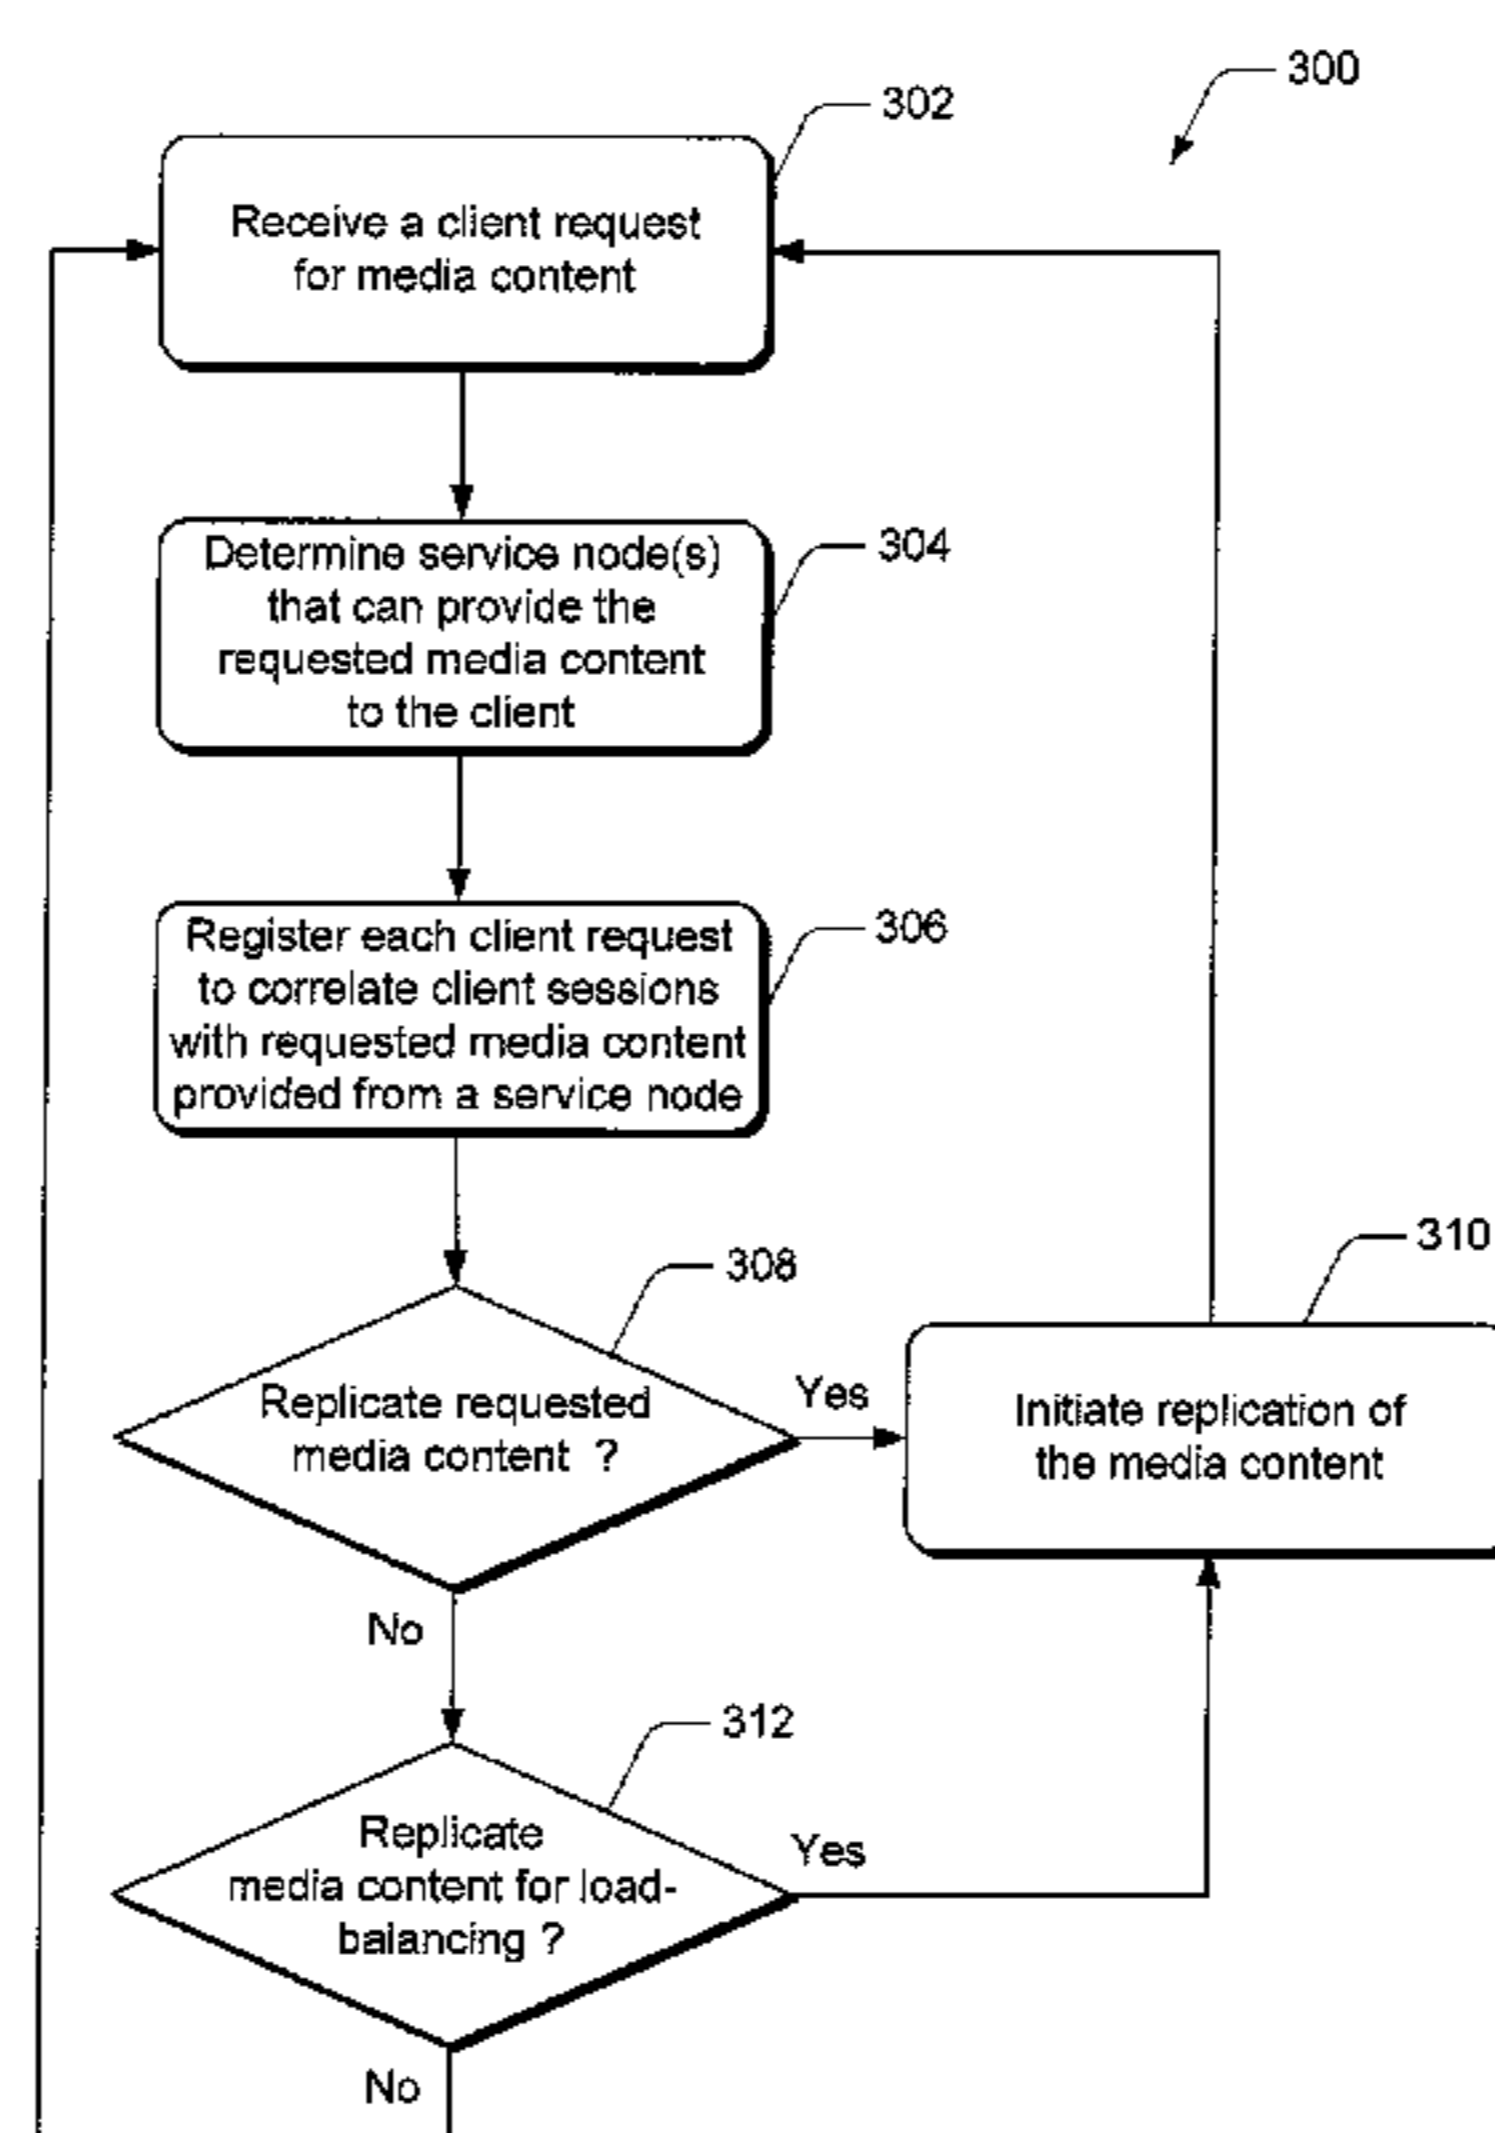 300
302
Receive a client request
for media content
304
Determine service node(s)
that can provide the
requested media content
to the client
306
Register each client request
to correlate client sessions
with requested media content
provided from a service node
308
310
Replicate requested
media content ?
Yes
Initiate replication of
the media content
No
312
Replicate
media content for load-
balancing ?
Yes
No